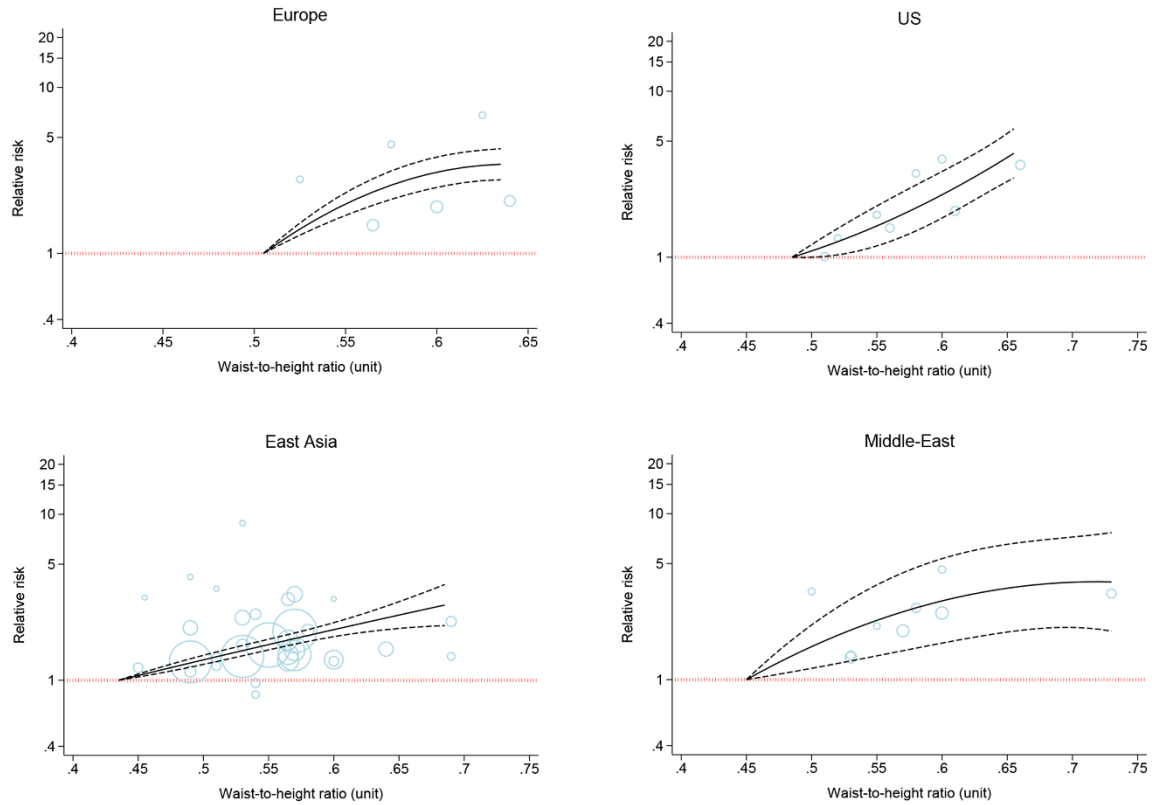 Europe
20
15
10
5
1
.4
Relative risk
.4 .45 .5 .55 .6 .65
Waist-to-height ratio (unit)
US
20
15
10
5
1
.4
Relative risk
.4 .45 .5 .55 .6 .65 .7 .75
Waist-to-height ratio (unit)
East Asia
20
15
10
5
1
.4
Relative risk
.4 .45 .5 .55 .6 .65 .7 .75
Waist-to-height ratio (unit)
Middle-East
20
15
10
5
1
.4
Relative risk
.4 .45 .5 .55 .6 .65 .7 .75
Waist-to-height ratio (unit)